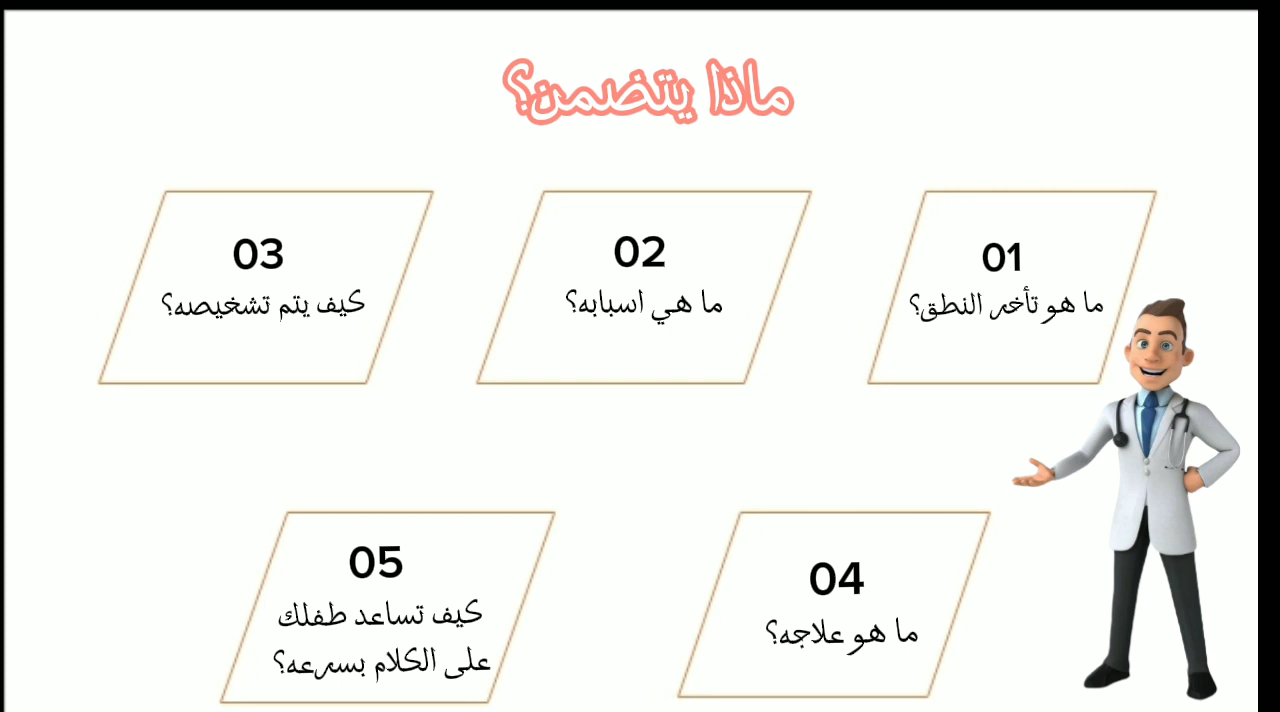 ماذا يتضمن؟
01
ما هو تأخر النطق؟
02
ما هي اسبابه؟
03
كيف يتم تشخيصه؟
04
ما هو علاجه؟
05
كيف تساعد طفلك
على الكلام بسرعه؟